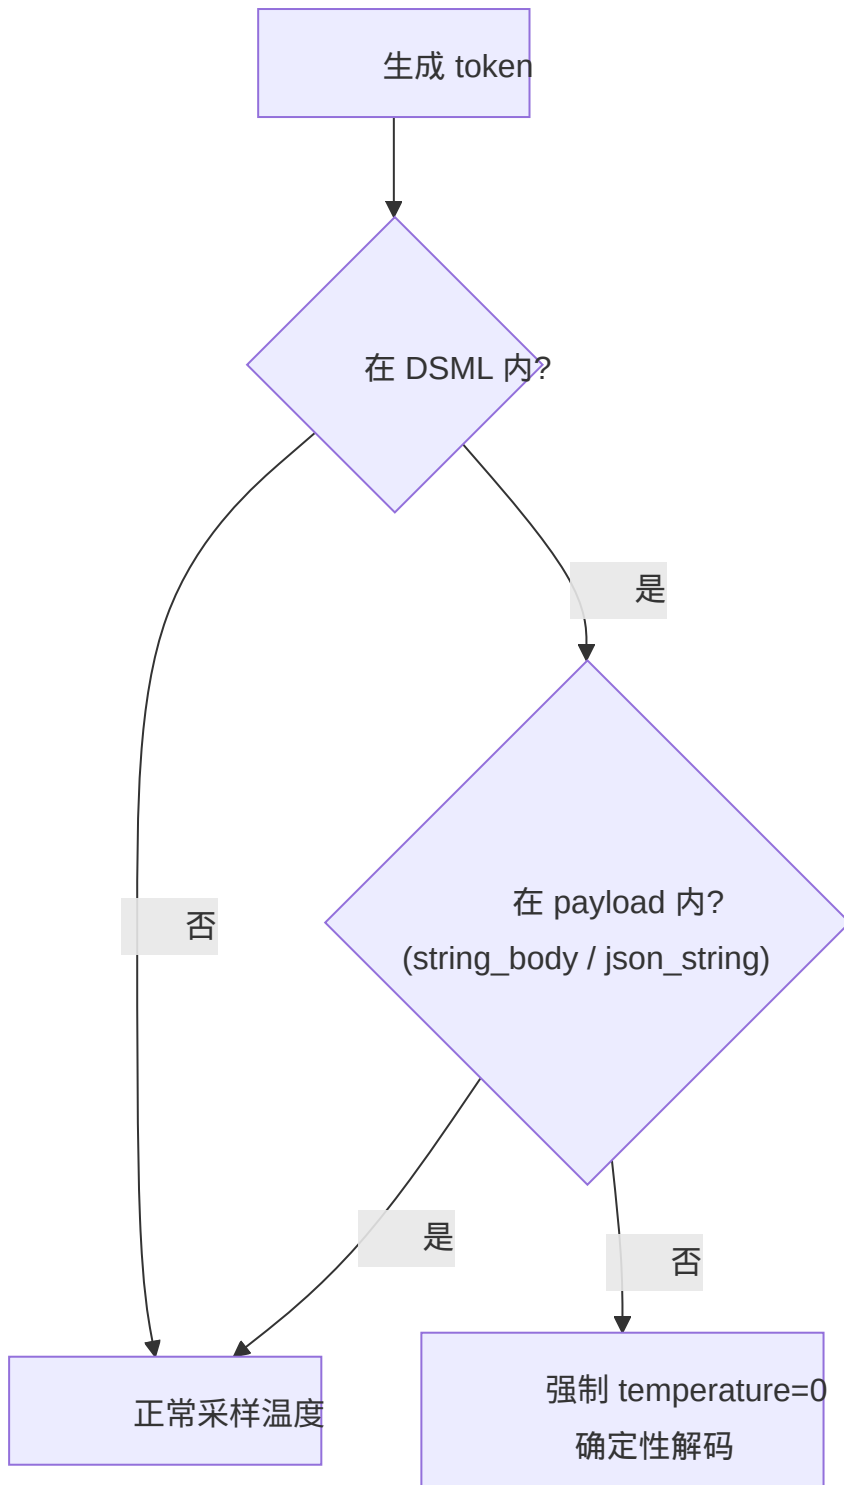 生成 token
在 DSML 内?
是
否
在 payload 内?
(string_body / json_string)
是
否
正常采样温度
强制 temperature=0
确定性解码